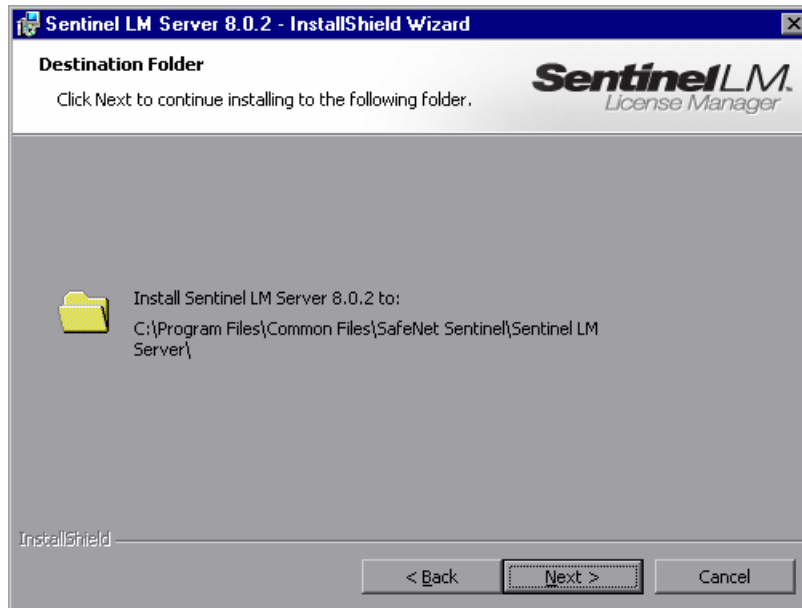 Sentinel LM Server 8.0.2 - InstallShield Wizard
Destination Folder
Click Next to continue installing to the following folder.
SentinelLM.
License Manager
Install Sentinel LM Server 8.0.2 to:
C:\Program Files\Common Files\SafeNet Sentinel\Sentinel LM
Server\
InstallShield
< Back
Next >
Cancel